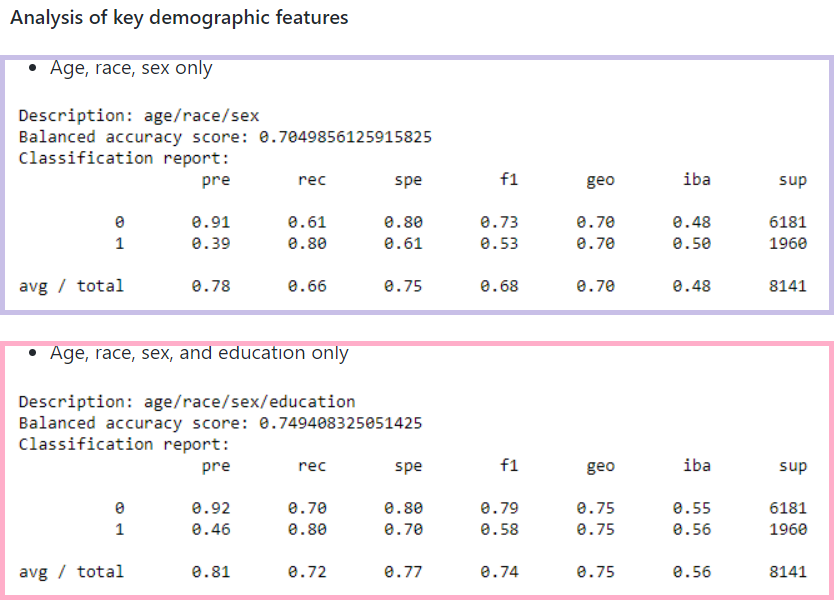 Analysis of key demographic features
• Age, race, sex only
Description: age/race/sex
Balanced accuracy score: 0.7049856125915825
Classification report:
pre rec spe f1 geo iba sup
0 0.91 0.61 0.80 0.73 0.70 0.48 6181
1 0.39 0.80 0.61 0.53 0.70 0.50 1960
avg / total 0.78 0.66 0.75 0.68 0.70 0.48 8141
• Age, race, sex, and education only
Description: age/race/sex/education
Balanced accuracy score: 0.749408325051425
Classification report:
pre rec spe f1 geo iba sup
0 0.92 0.70 0.80 0.79 0.75 0.55 6181
1 0.46 0.80 0.70 0.58 0.75 0.56 1960
avg / total 0.81 0.72 0.77 0.74 0.75 0.56 8141